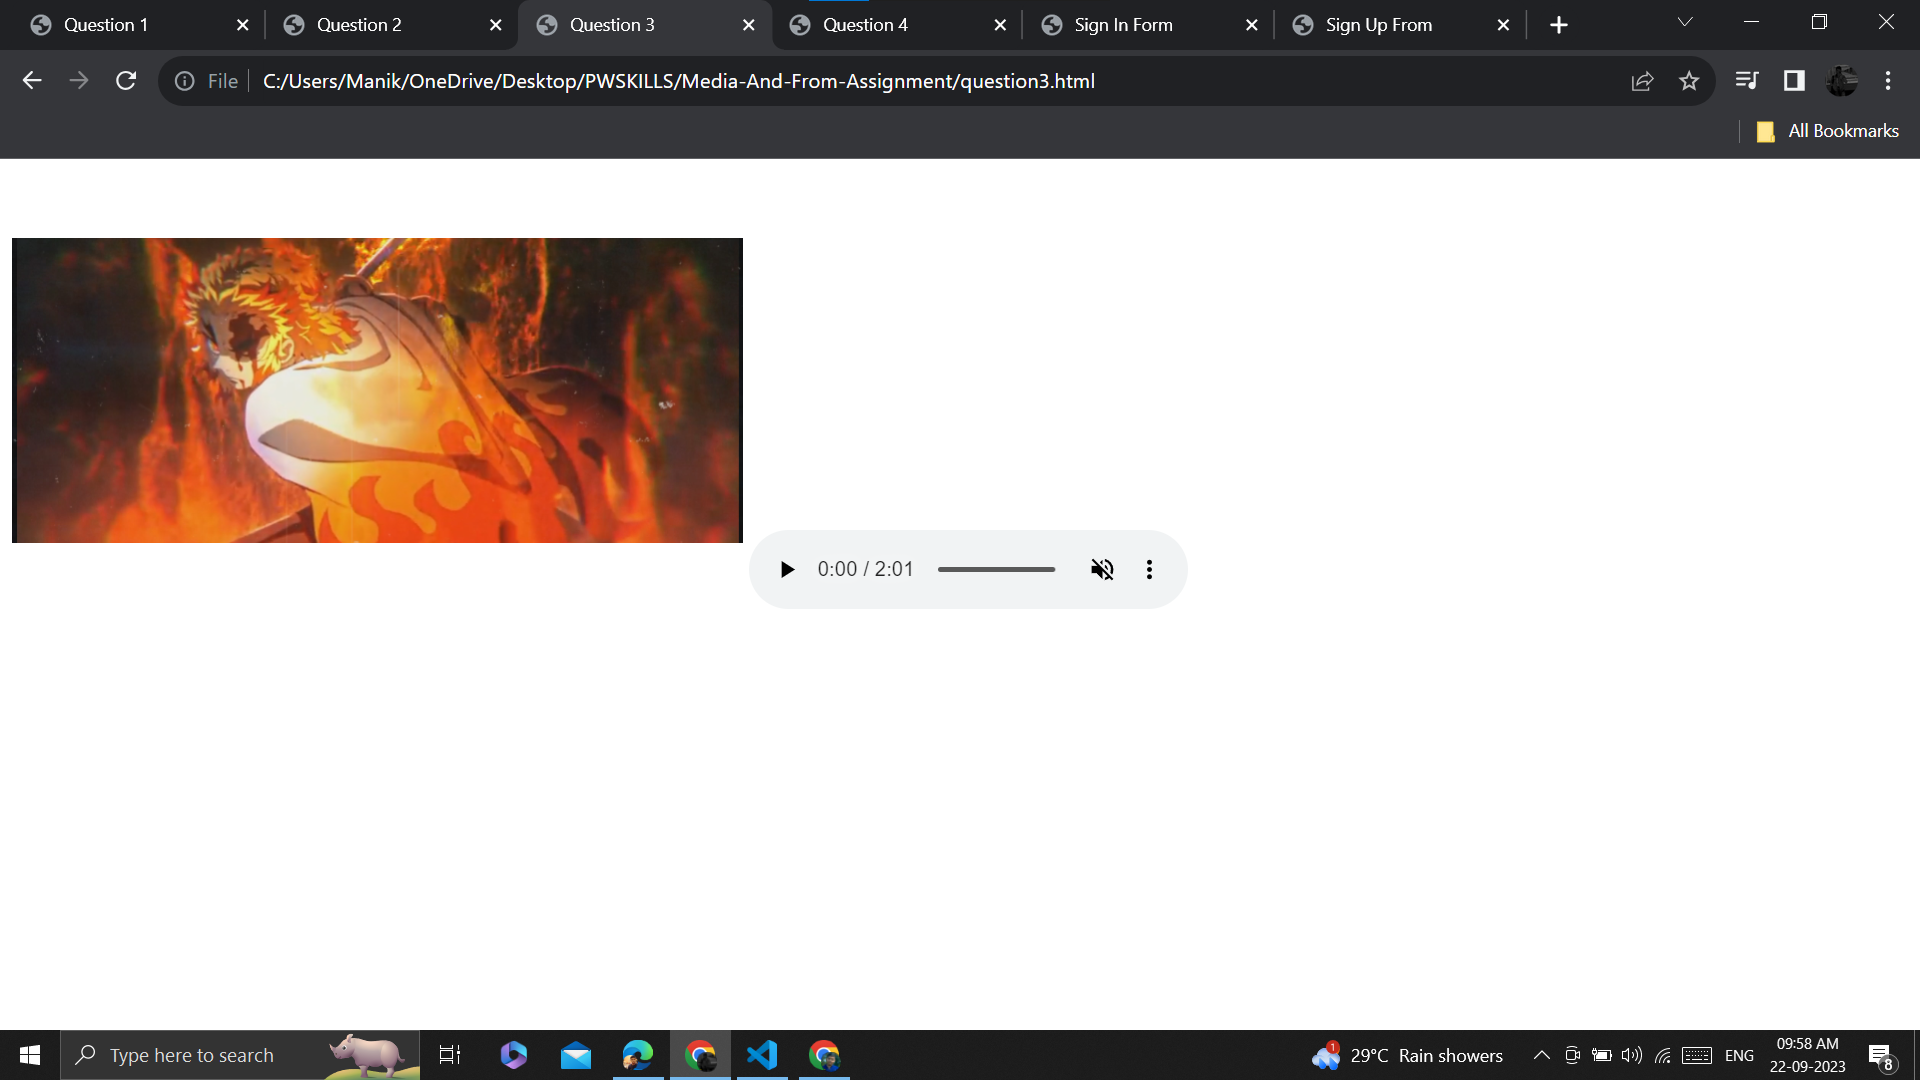 Question 1
Question 2
Question 3
Question 4
Sign In Form
Sign Up From
File
C:/Users/Manik/OneDrive/Desktop/PWSKILLS/Media-And-From-Assignment/question3.html
All Bookmarks
0:00 / 2:01
Type here to search
1
29°C Rain showers
ENG
09:58 AM
22-09-2023
8